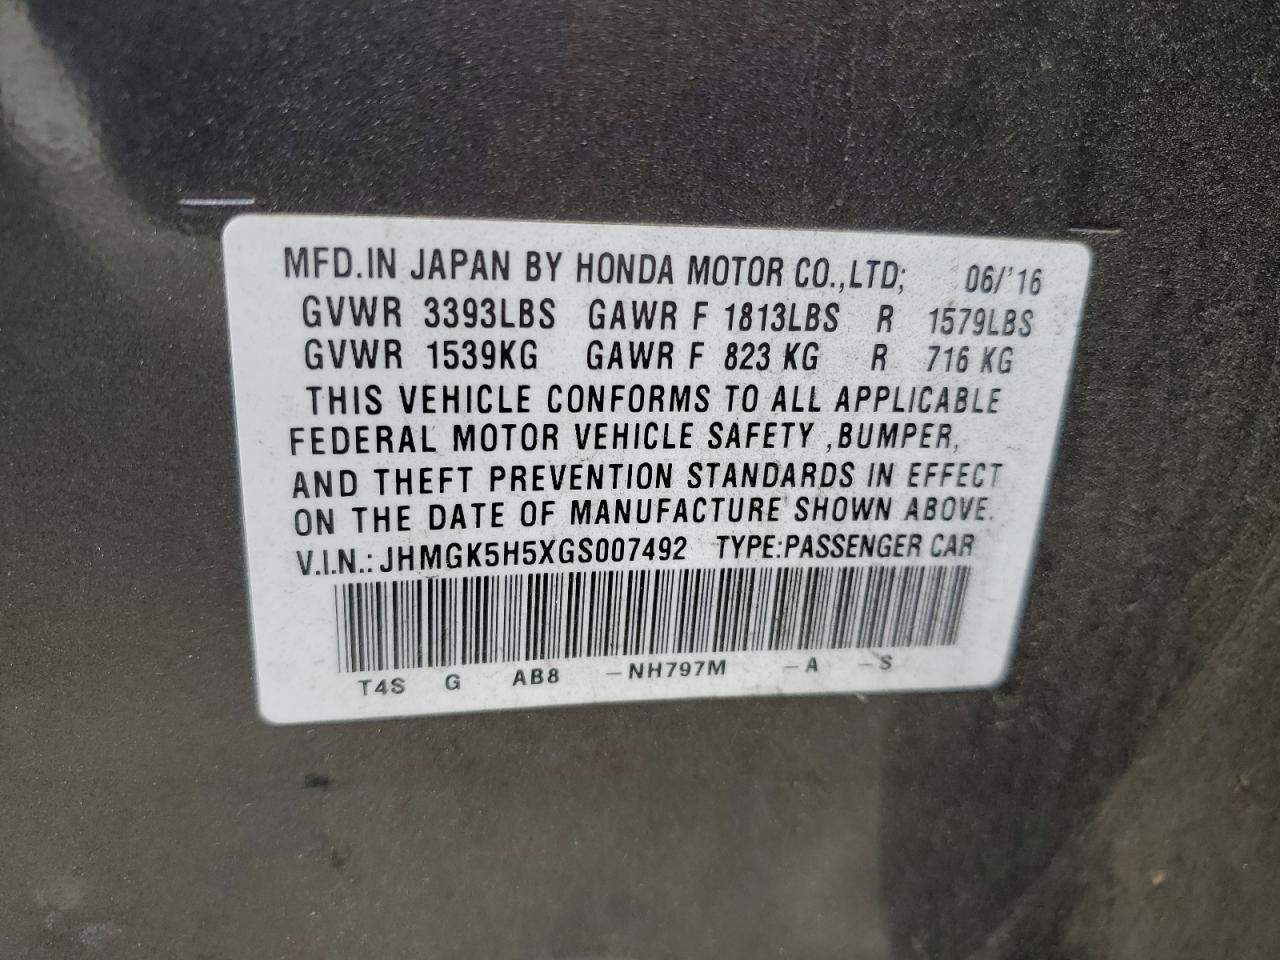 MFD.IN JAPAN BY HONDA MOTOR CO.,LTD; 06/'16
GVWR 3393LBS GAWR F 1813LBS R 1579LBS
GVWR 1539KG GAWR F 823 KG R 716 KG
THIS VEHICLE CONFORMS TO ALL APPLICABLE
FEDERAL MOTOR VEHICLE SAFETY ,BUMPER,
AND THEFT PREVENTION STANDARDS IN EFFECT
ON THE DATE OF MANUFACTURE SHOWN ABOVE.
V.I.N.: JHMGK5H5XGS007492 TYPE:PASSENGER CAR
T4S G AB8 -NH797M -A -S